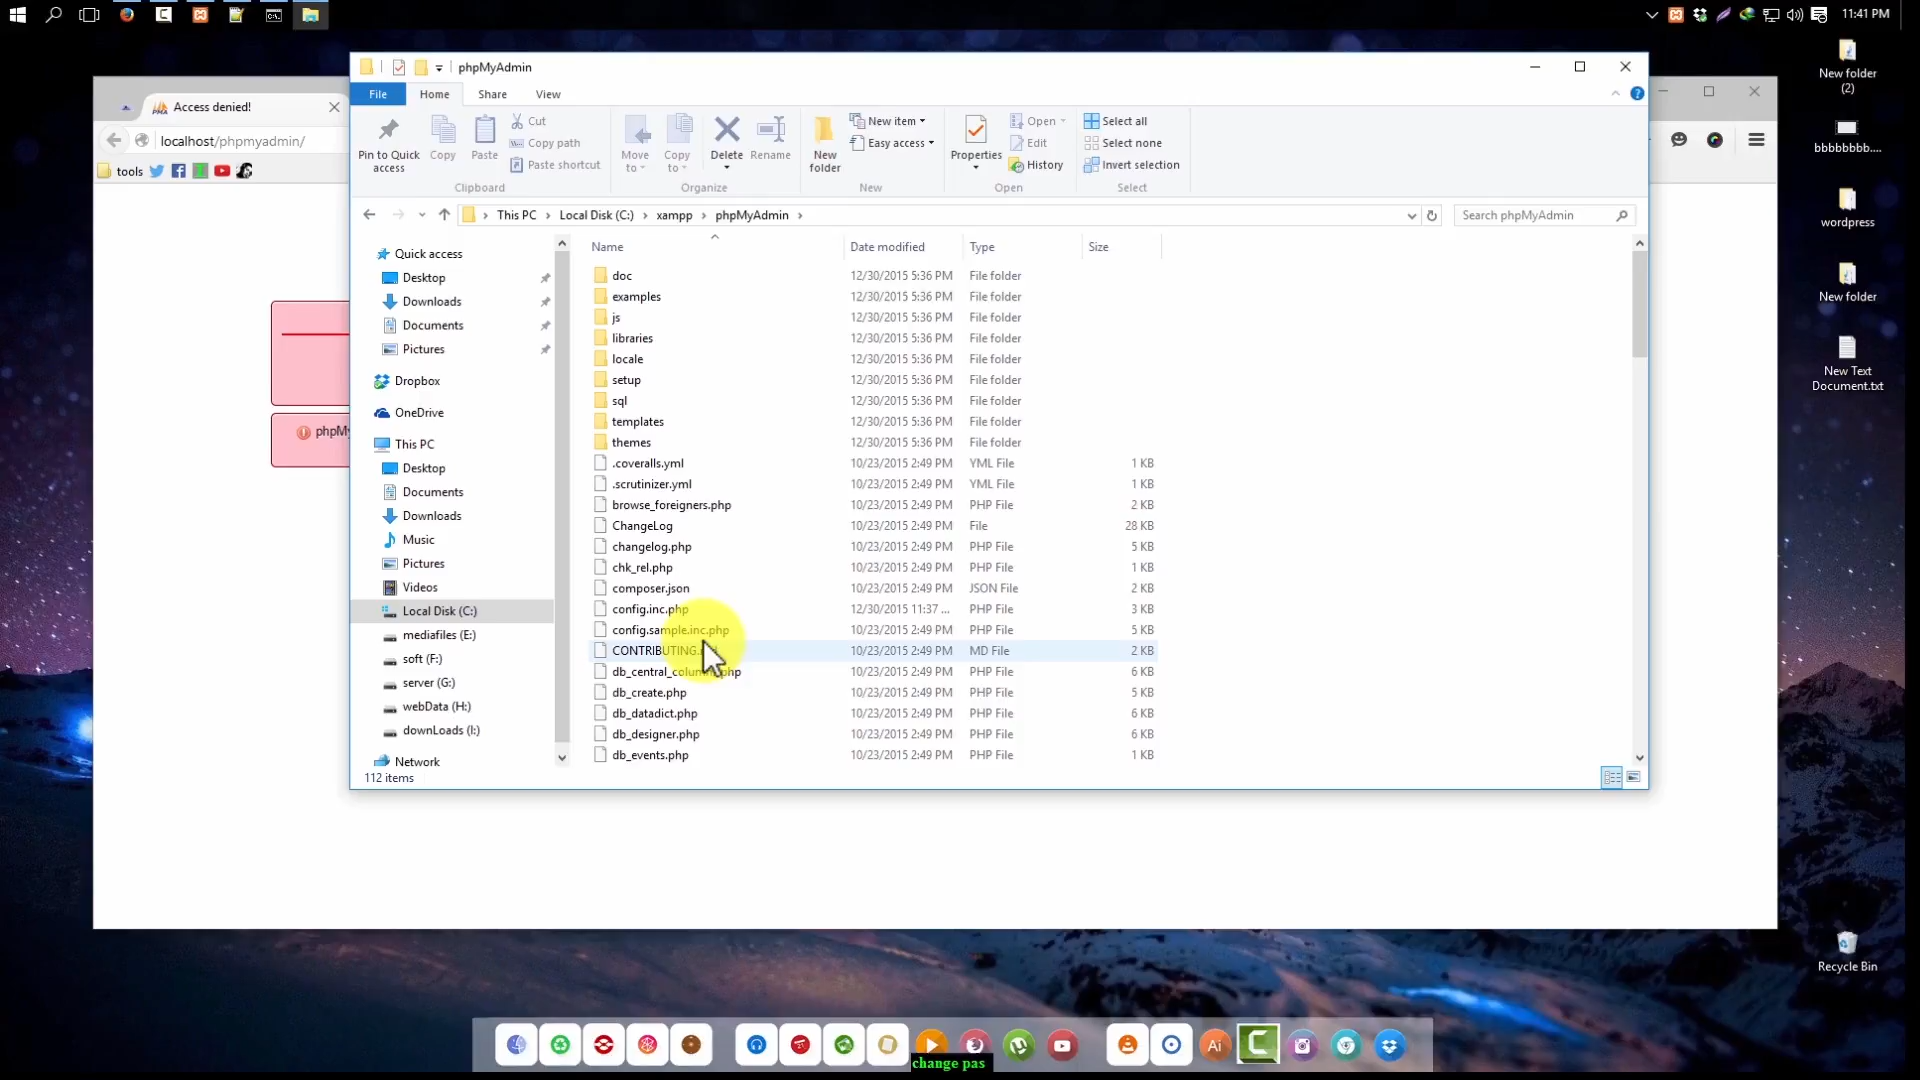 11:41 PM
phpMyAdmin
Access denied!
localhost/phpmyadmin/
tools
phpMy
File
Home
Share
View
Pin to Quick access
Copy
Paste
Cut
Copy path
Paste shortcut
Clipboard
Move to
Copy to
Delete
Rename
Organize
New folder
New item
Easy access
New
Properties
Open
Edit
History
Open
Select all
Select none
Invert selection
Select
This PC
Local Disk (C:)
xampp
phpMyAdmin
Search phpMyAdmin
Quick access
Desktop
Downloads
Documents
Pictures
Dropbox
OneDrive
This PC
Desktop
Documents
Downloads
Music
Pictures
Videos
Local Disk (C:)
mediafiles (E:)
soft (F:)
server (G:)
webData (H:)
downLoads (I:)
Network
112 items
Name Date modified Type Size
doc 12/30/2015 5:36 PM File folder
examples 12/30/2015 5:36 PM File folder
js 12/30/2015 5:36 PM File folder
libraries 12/30/2015 5:36 PM File folder
locale 12/30/2015 5:36 PM File folder
setup 12/30/2015 5:36 PM File folder
sql 12/30/2015 5:36 PM File folder
templates 12/30/2015 5:36 PM File folder
themes 12/30/2015 5:36 PM File folder
.coveralls.yml 10/23/2015 2:49 PM YML File 1 KB
.scrutinizer.yml 10/23/2015 2:49 PM YML File 1 KB
browse_foreigners.php 10/23/2015 2:49 PM PHP File 2 KB
ChangeLog 10/23/2015 2:49 PM File 28 KB
changelog.php 10/23/2015 2:49 PM PHP File 5 KB
chk_rel.php 10/23/2015 2:49 PM PHP File 1 KB
composer.json 10/23/2015 2:49 PM JSON File 2 KB
config.inc.php 12/30/2015 11:37 ... PHP File 3 KB
config.sample.inc.php 10/23/2015 2:49 PM PHP File 5 KB
CONTRIBUTING. 10/23/2015 2:49 PM MD File 2 KB
db_central_columns.php 10/23/2015 2:49 PM PHP File 6 KB
db_create.php 10/23/2015 2:49 PM PHP File 5 KB
db_datadict.php 10/23/2015 2:49 PM PHP File 6 KB
db_designer.php 10/23/2015 2:49 PM PHP File 6 KB
db_events.php 10/23/2015 2:49 PM PHP File 1 KB
New folder (2)
bbbbbbbb....
wordpress
New folder
New Text Document.txt
Recycle Bin
Ai
change pas